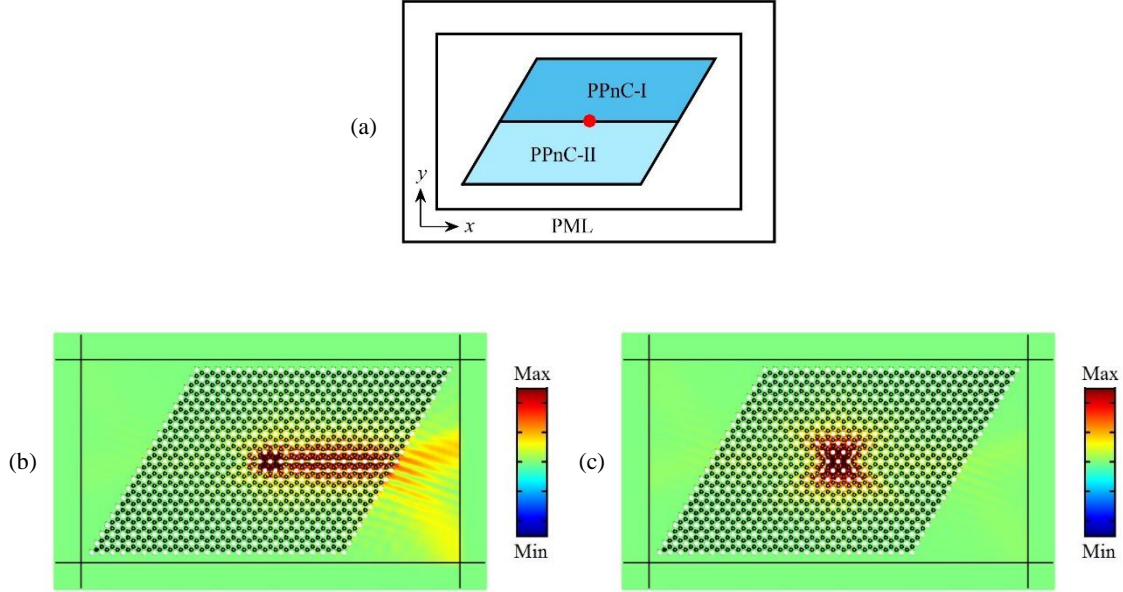 (a)
PPnC-I
PPnC-II
y
x
PML
(b)
Max
Min
(c)
Max
Min